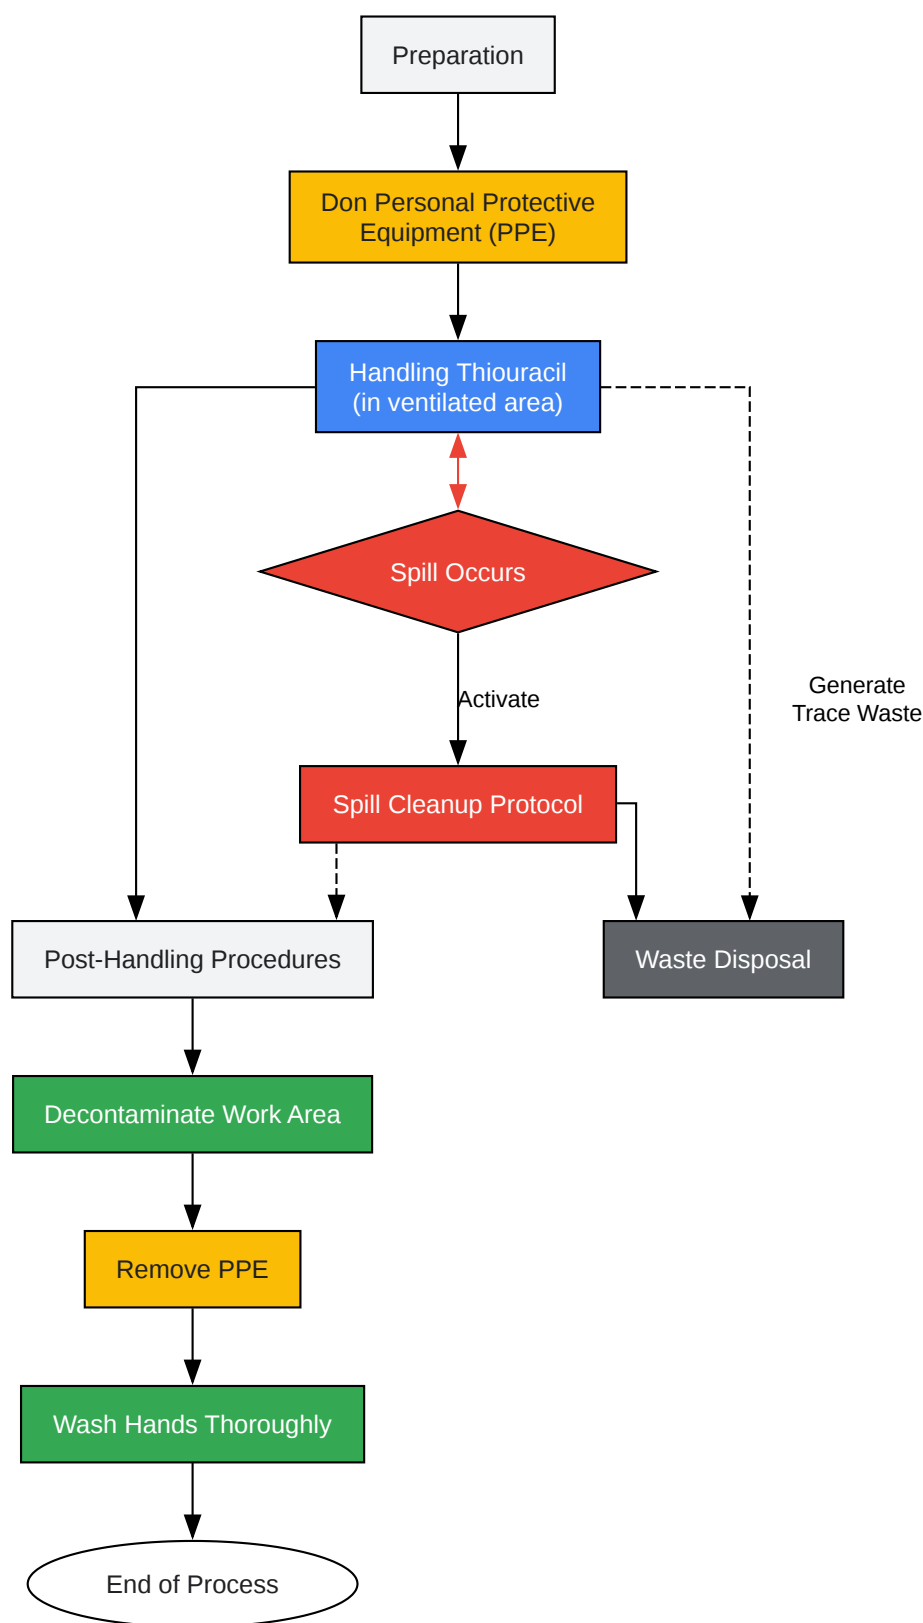 Preparation
Don Personal Protective
Equipment (PPE)
Handling Thiouracil
(in ventilated area)
Spill Occurs
Activate
Generate
Trace Waste
Spill Cleanup Protocol
Post-Handling Procedures
Waste Disposal
Decontaminate Work Area
Remove PPE
Wash Hands Thoroughly
End of Process